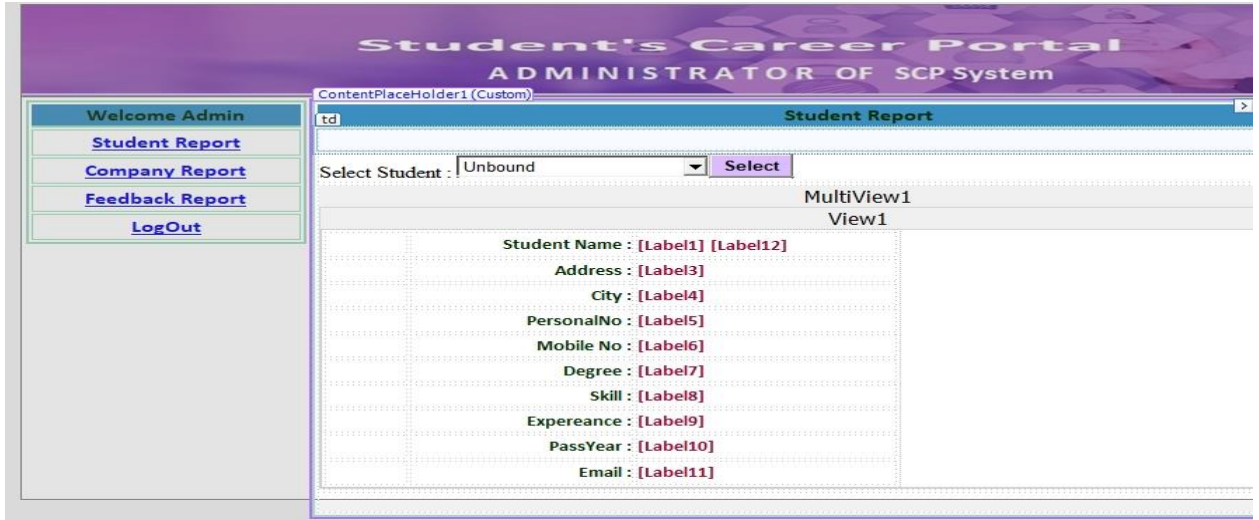 Student's Career Portal
ADMINISTRATOR OF SCP System
ContentPlaceHolder1 (Custom)
Welcome Admin
Student Report
Company Report
Feedback Report
LogOut
td
Student Report
>
Select Student : Unbound Select
MultiView1
View1
Student Name : [Label1] [Label12]
Address : [Label3]
City : [Label4]
PersonalNo : [Label5]
Mobile No : [Label6]
Degree : [Label7]
Skill : [Label8]
Expereance : [Label9]
PassYear : [Label10]
Email : [Label11]